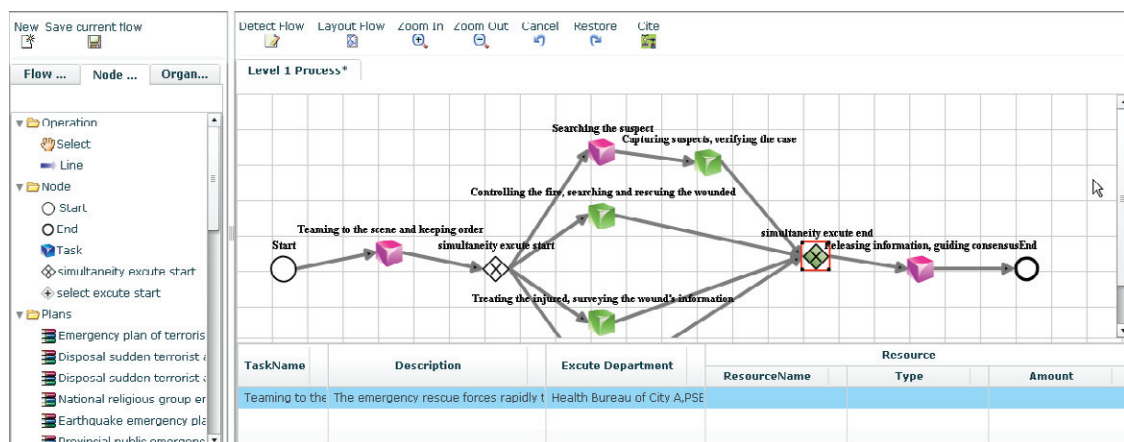 New Save current flow
Flow ... Node ... Organ...
Operation
Select
Line
Node
Start
End
Task
simultaneity excute start
select excute start
Plans
Emergency plan of terroris
Disposal sudden terrorist a
Disposal sudden terrorist a
National religious group er
Earthquake emergency pla
Provincial public emergenc
Detect Flow Layout Flow Zoom In Zoom Out Cancel Restore Cite
Level 1 Process*
Searching the suspect
Capturing suspects, verifying the case
Controlling the fire, searching and rescuing the wounded
Teaming to the scene and keeping order
simultaneity excute end
Start
simultaneity excute start
Releasing information, guiding consensus
End
Treating the injured, surveying the wound's information
TaskName Description Excute Department Resource
ResourceName Type Amount
Teaming to the The emergency rescue forces rapidly t Health Bureau of City A,PSB